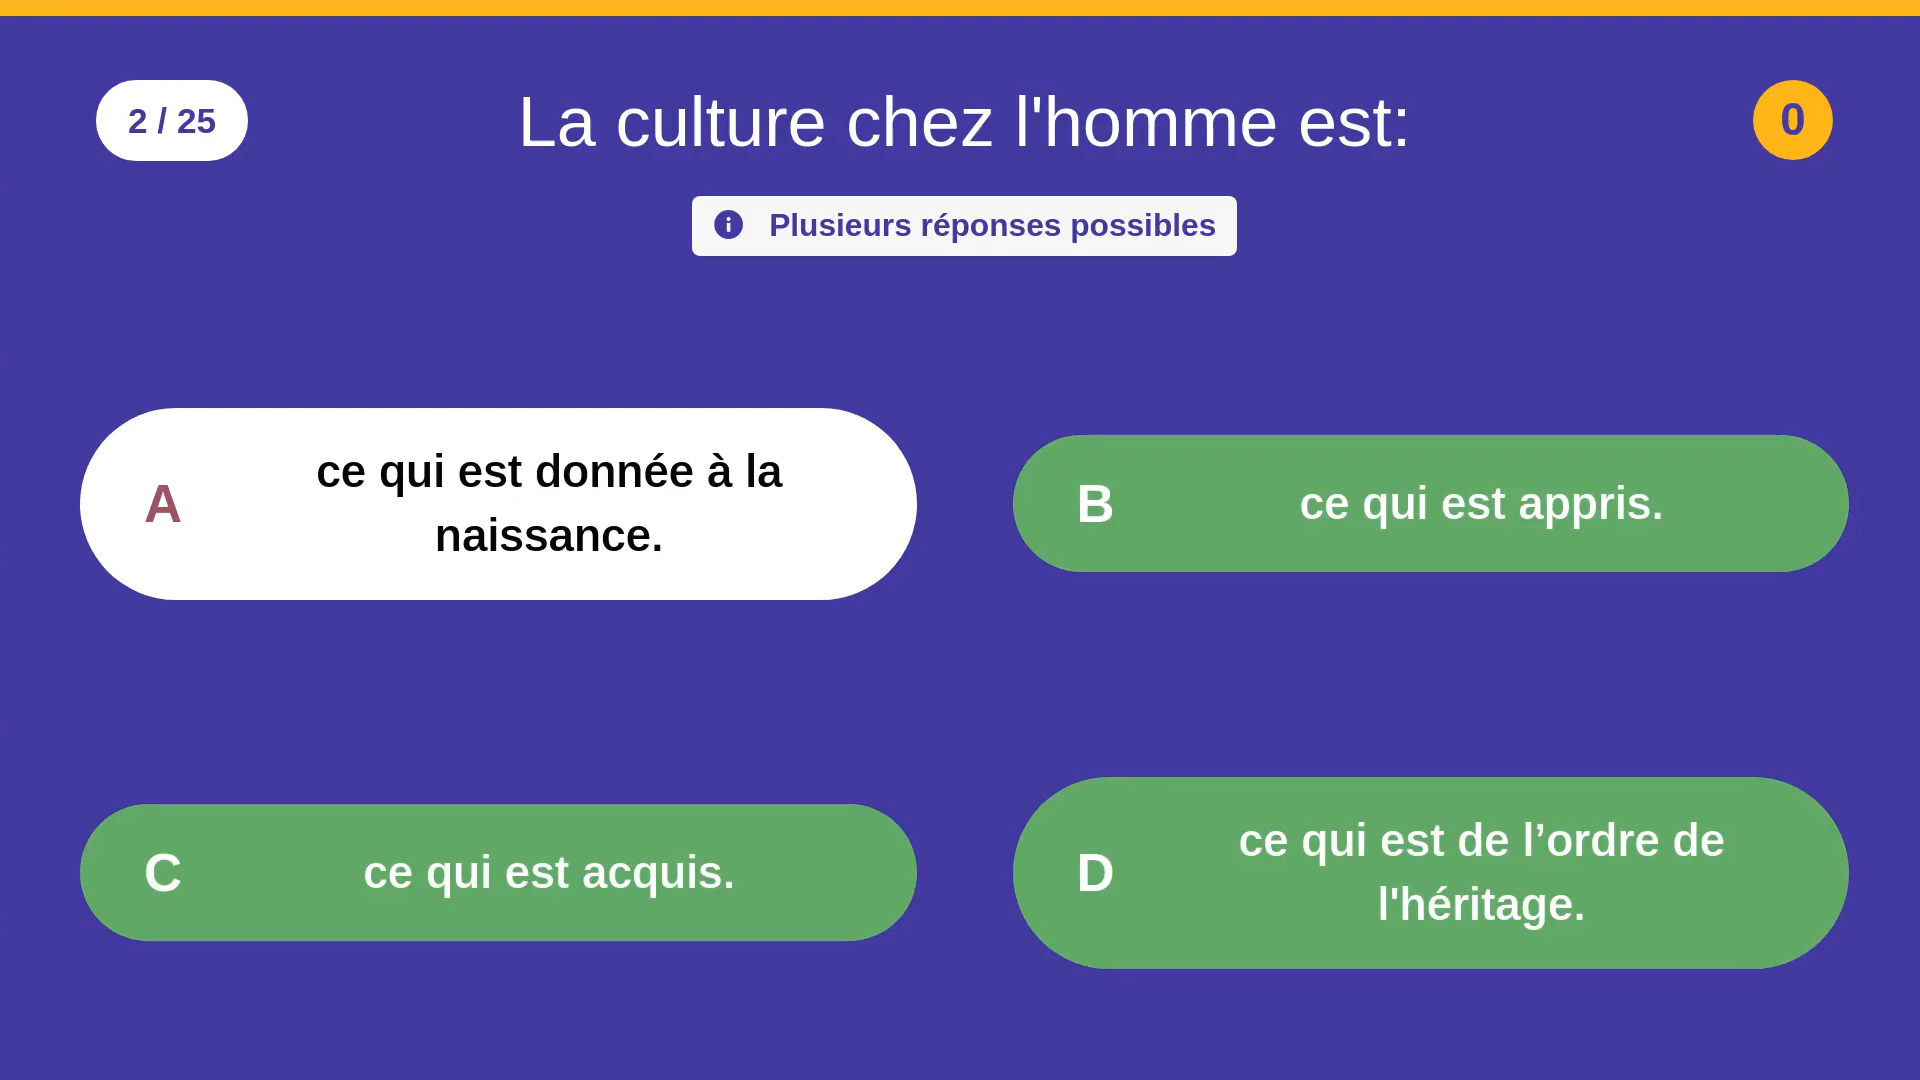 2 / 25
La culture chez l'homme est:
0
Plusieurs réponses possibles
A
ce qui est donnée à la
naissance.
B
ce qui est appris.
C
ce qui est acquis.
D
ce qui est de l’ordre de
l'héritage.